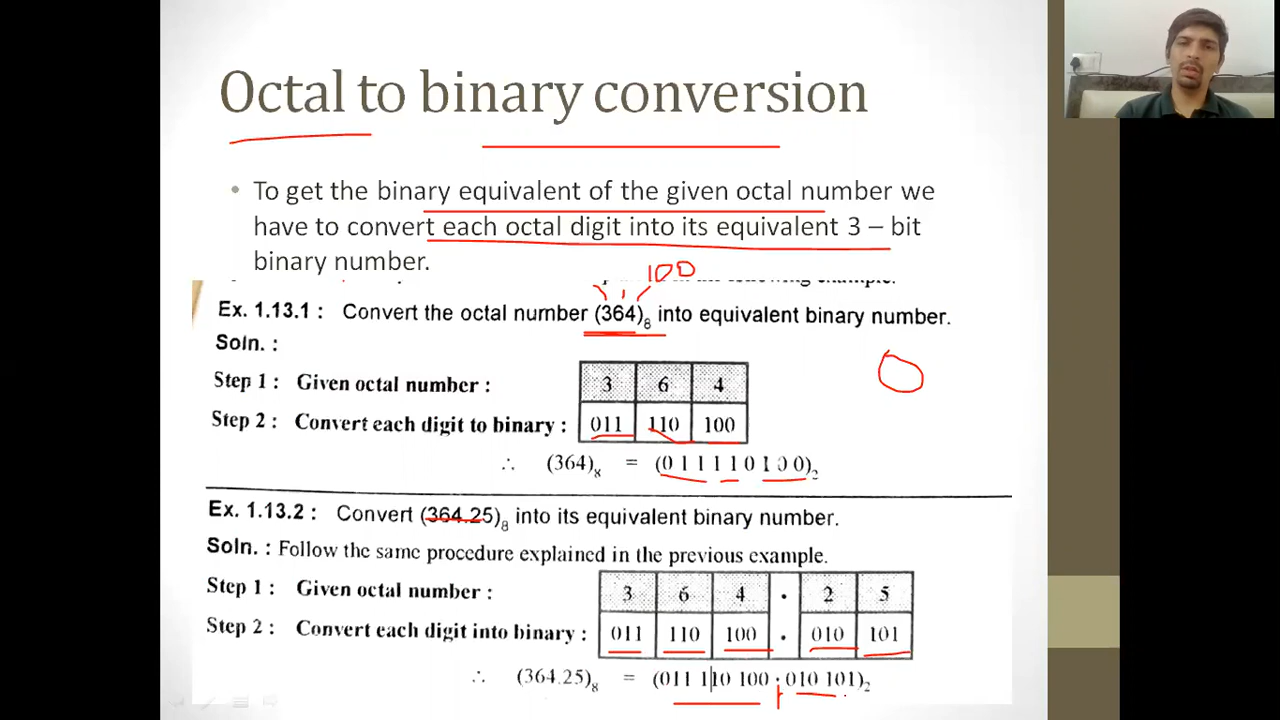 Octal to binary conversion
• To get the binary equivalent of the given octal number we
have to convert each octal digit into its equivalent 3 – bit
binary number.
100
following example.
Ex. 1.13.1 : Convert the octal number (364)₈ into equivalent binary number.
Soln. :
Step 1 : Given octal number : 3 6 4
Step 2 : Convert each digit to binary : 011 110 100
∴ (364)₈ = (0 1 1 1 1 0 1 0 0)₂
Ex. 1.13.2 : Convert (364.25)₈ into its equivalent binary number.
Soln. : Follow the same procedure explained in the previous example.
Step 1 : Given octal number : 3 6 4 . 2 5
Step 2 : Convert each digit into binary : 011 110 100 . 010 101
∴ (364.25)₈ = (011 110 100 . 010 101)₂